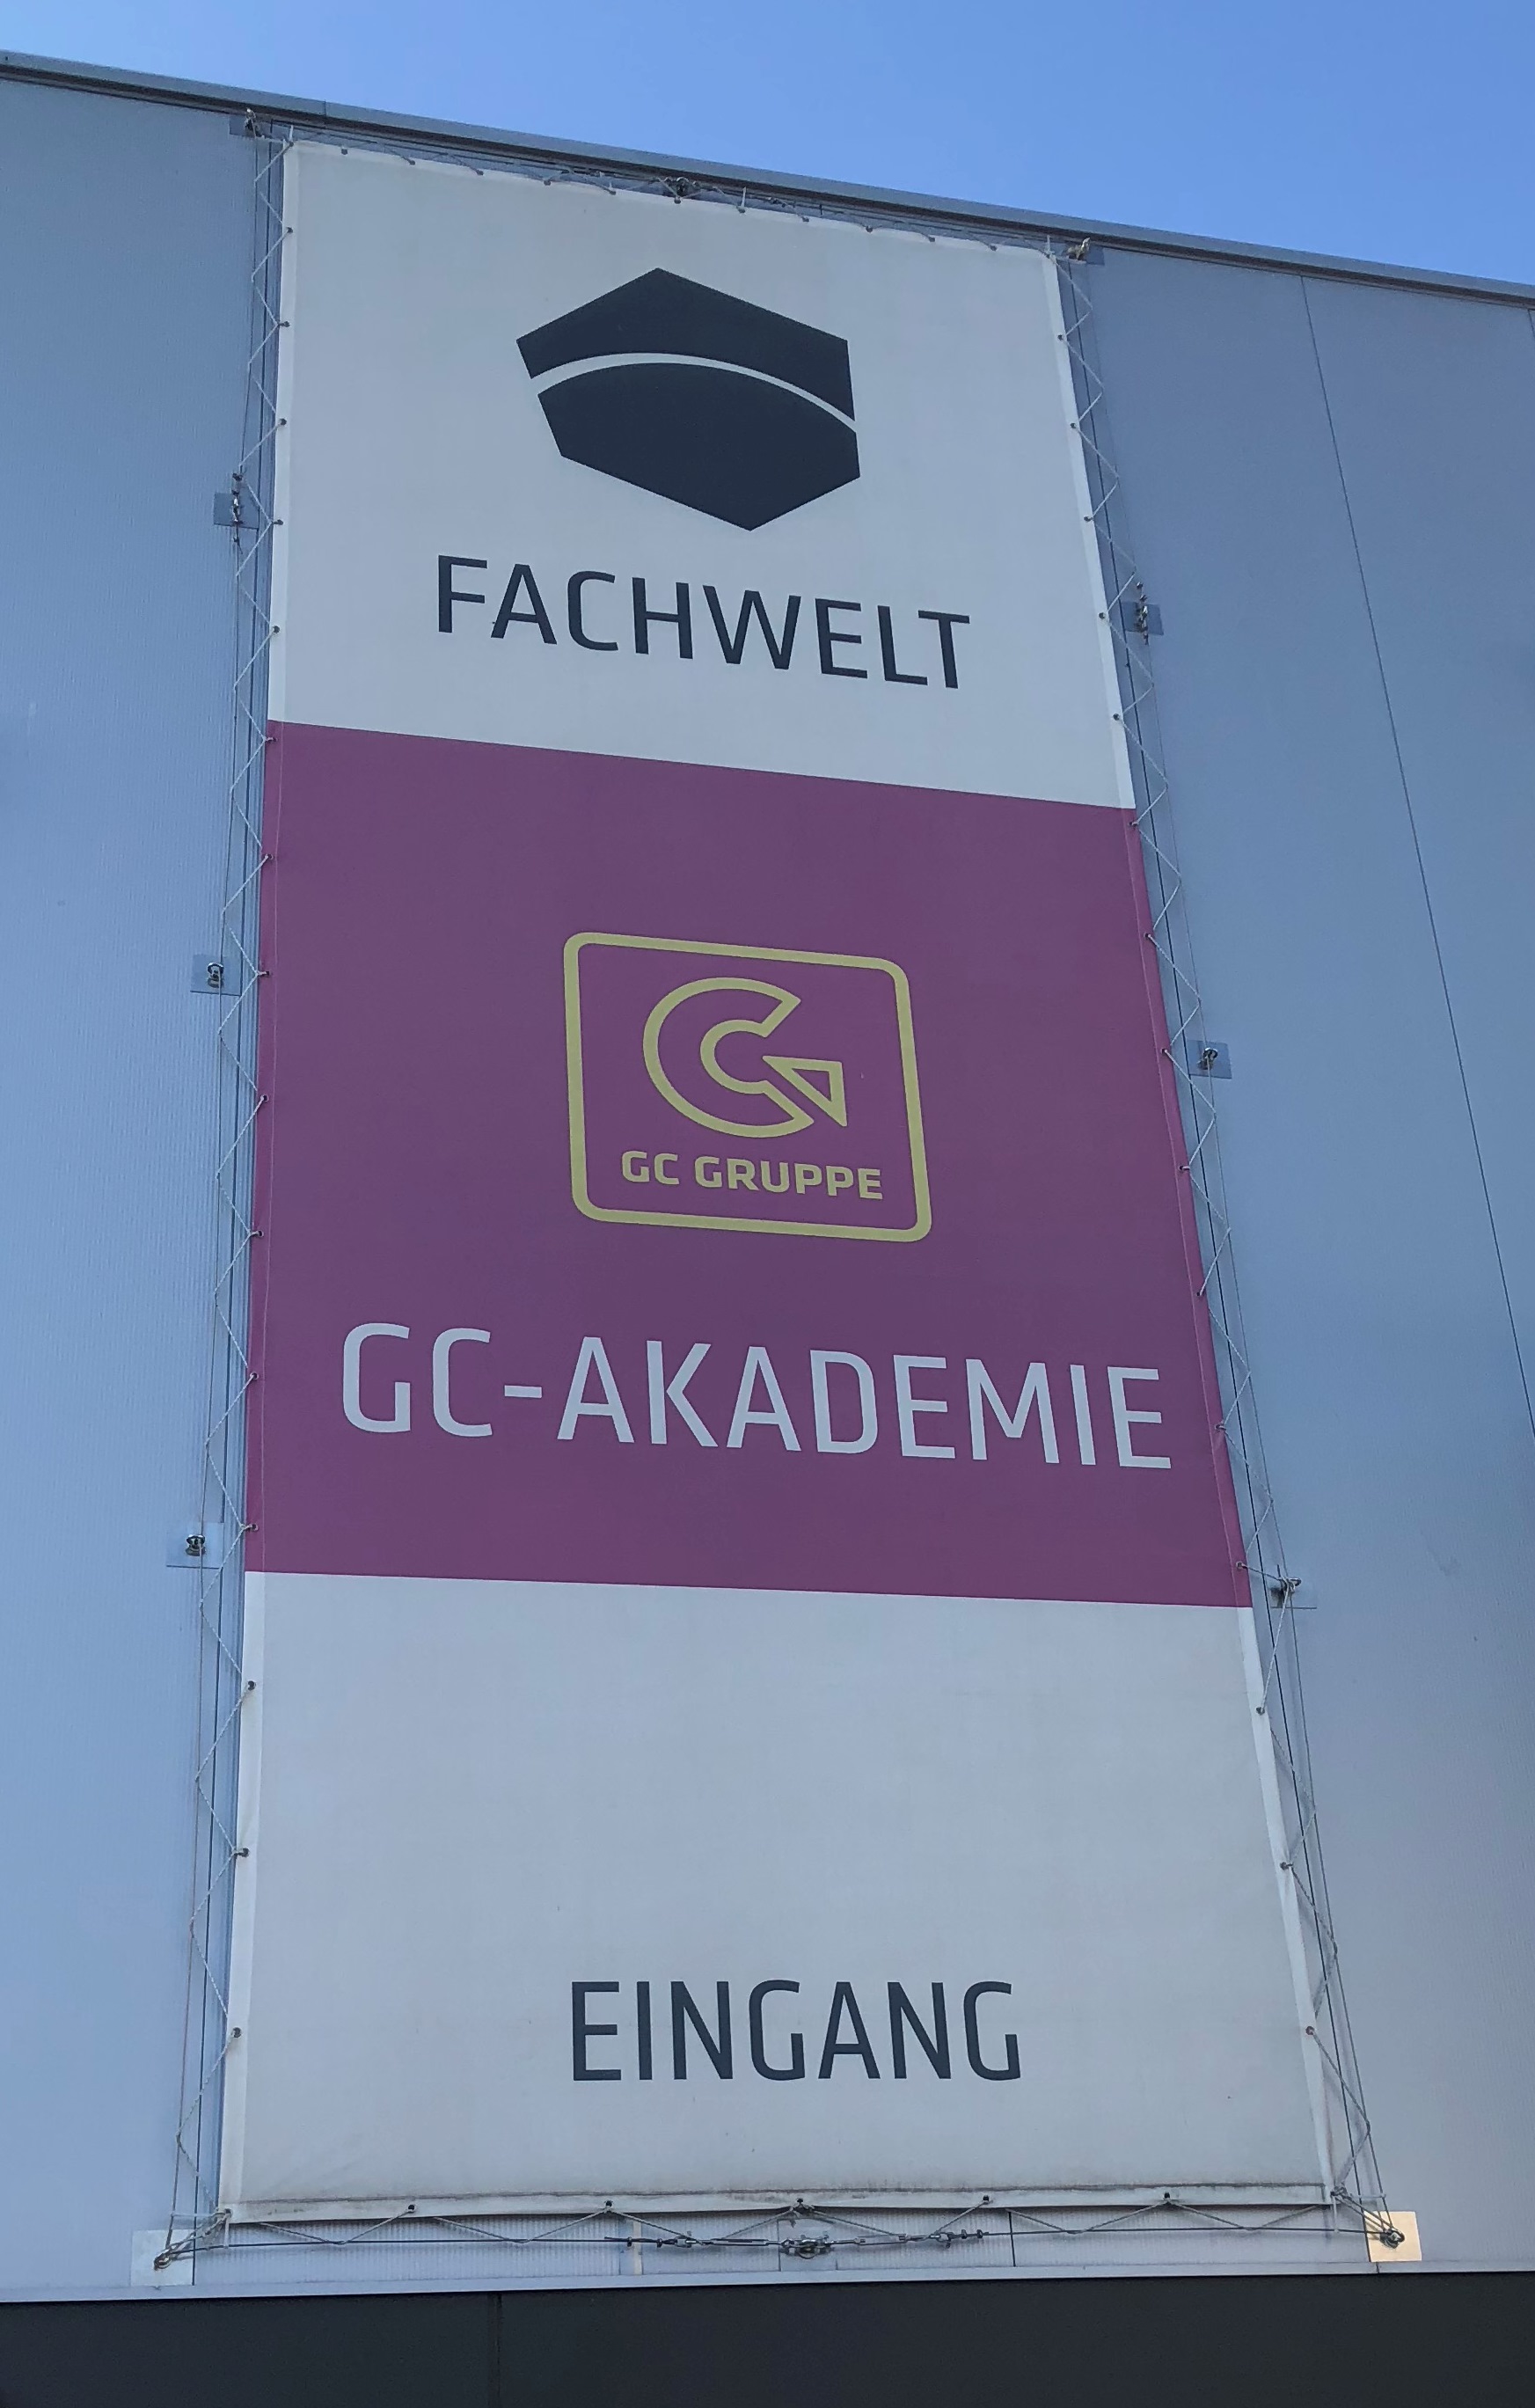 FACHWELT
GC GRUPPE
GC-AKADEMIE
EINGANG